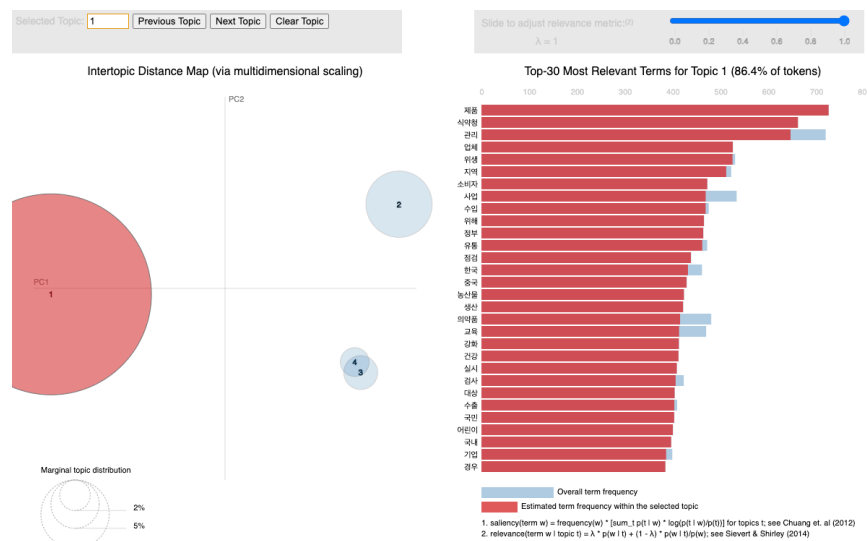 Selected Topic: 1 Previous Topic Next Topic Clear Topic
Slide to adjust relevance metric:(2)
λ = 1
0.0 0.2 0.4 0.6 0.8 1.0
Intertopic Distance Map (via multidimensional scaling)
PC2
PC1
1
2
4
3
Marginal topic distribution
2%
5%
Top-30 Most Relevant Terms for Topic 1 (86.4% of tokens)
0 100 200 300 400 500 600 700 80
제품
식약청
관리
업체
위생
지역
소비자
사업
수입
위해
정부
유통
점검
한국
중국
농산물
생산
의약품
교육
강화
건강
실시
검사
대상
수출
국민
어린이
국내
기업
경우
Overall term frequency
Estimated term frequency within the selected topic
1. saliency(term w) = frequency(w) * [sum_t p(t | w) * log(p(t | w)/p(t))] for topics t; see Chuang et. al (2012)
2. relevance(term w | topic t) = λ * p(w | t) + (1 - λ) * p(w | t)/p(w); see Sievert & Shirley (2014)